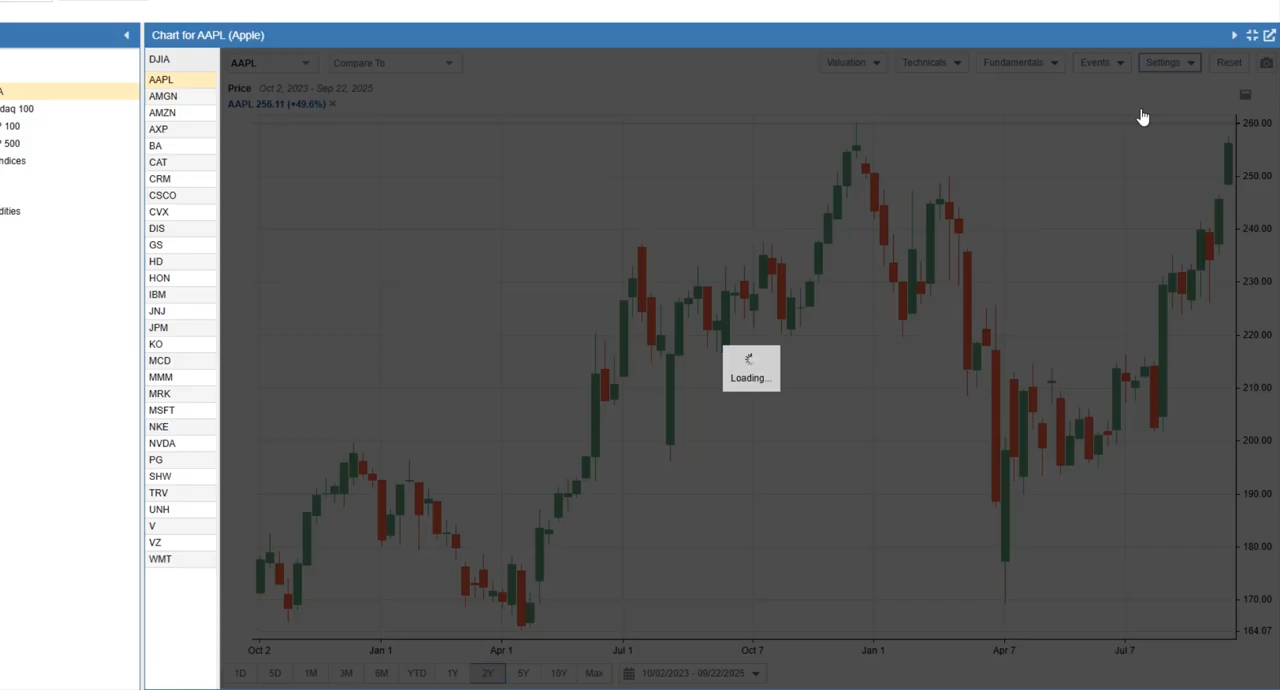 Chart for AAPL (Apple)
A
daq 100
P 100
P 500
ndices
dities
DJIA
AAPL
AMGN
AMZN
AXP
BA
CAT
CRM
CSCO
CVX
DIS
GS
HD
HON
IBM
JNJ
JPM
KO
MCD
MMM
MRK
MSFT
NKE
NVDA
PG
SHW
TRV
UNH
V
VZ
WMT
AAPL Compare To Valuation Technicals Fundamentals Events Settings Reset
Price Oct 2, 2023 - Sep 22, 2025
AAPL 256.11 (+49.6%) ×
260.00
250.00
240.00
230.00
220.00
210.00
200.00
190.00
180.00
170.00
164.07
Loading...
Oct 2 Jan 1 Apr 1 Jul 1 Oct 7 Jan 1 Apr 7 Jul 7
1D 5D 1M 3M 6M YTD 1Y 2Y 5Y 10Y Max 10/02/2023 - 09/22/2025